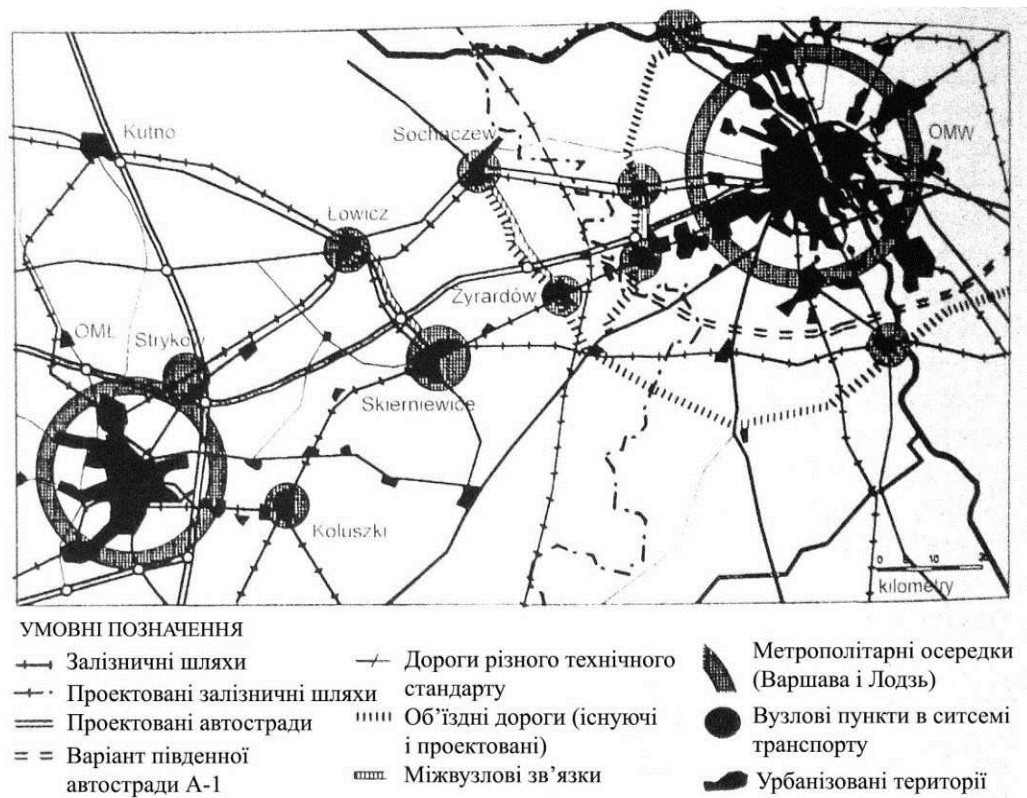 Kutno
Sochaczew
OMW
Łowicz
Żyrardów
OMŁ
Stryków
Skierniewice
Koluszki
0 8 10 20
kilometry
УМОВНІ ПОЗНАЧЕННЯ
Залізничні шляхи
Проектовані залізничні шляхи
Проектовані автостради
Варіант південної
автостради А-1
Дороги різного технічного
стандарту
Об’їздні дороги (існуючі
і проектовані)
Міжвузлові зв’язки
Метрополітарні осередки
(Варшава і Лодзь)
Вузлові пункти в ситсемі
транспорту
Урбанізовані території